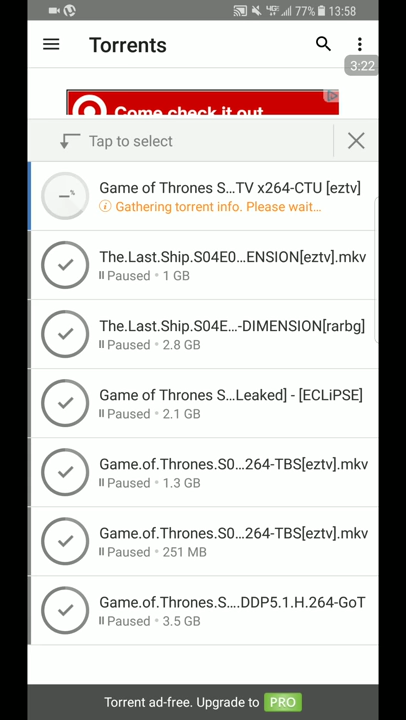 77% 13:58
Torrents
3:22
Come check it out
Tap to select
Game of Thrones S...TV x264-CTU [eztv]
Gathering torrent info. Please wait...
The.Last.Ship.S04E0...ENSION[eztv].mkv
Paused • 1 GB
The.Last.Ship.S04E...-DIMENSION[rarbg]
Paused • 2.8 GB
Game of Thrones S...Leaked] - [ECLiPSE]
Paused • 2.1 GB
Game.of.Thrones.S0...264-TBS[eztv].mkv
Paused • 1.3 GB
Game.of.Thrones.S0...264-TBS[eztv].mkv
Paused • 251 MB
Game.of.Thrones.S....DDP5.1.H.264-GoT
Paused • 3.5 GB
Torrent ad-free. Upgrade to PRO